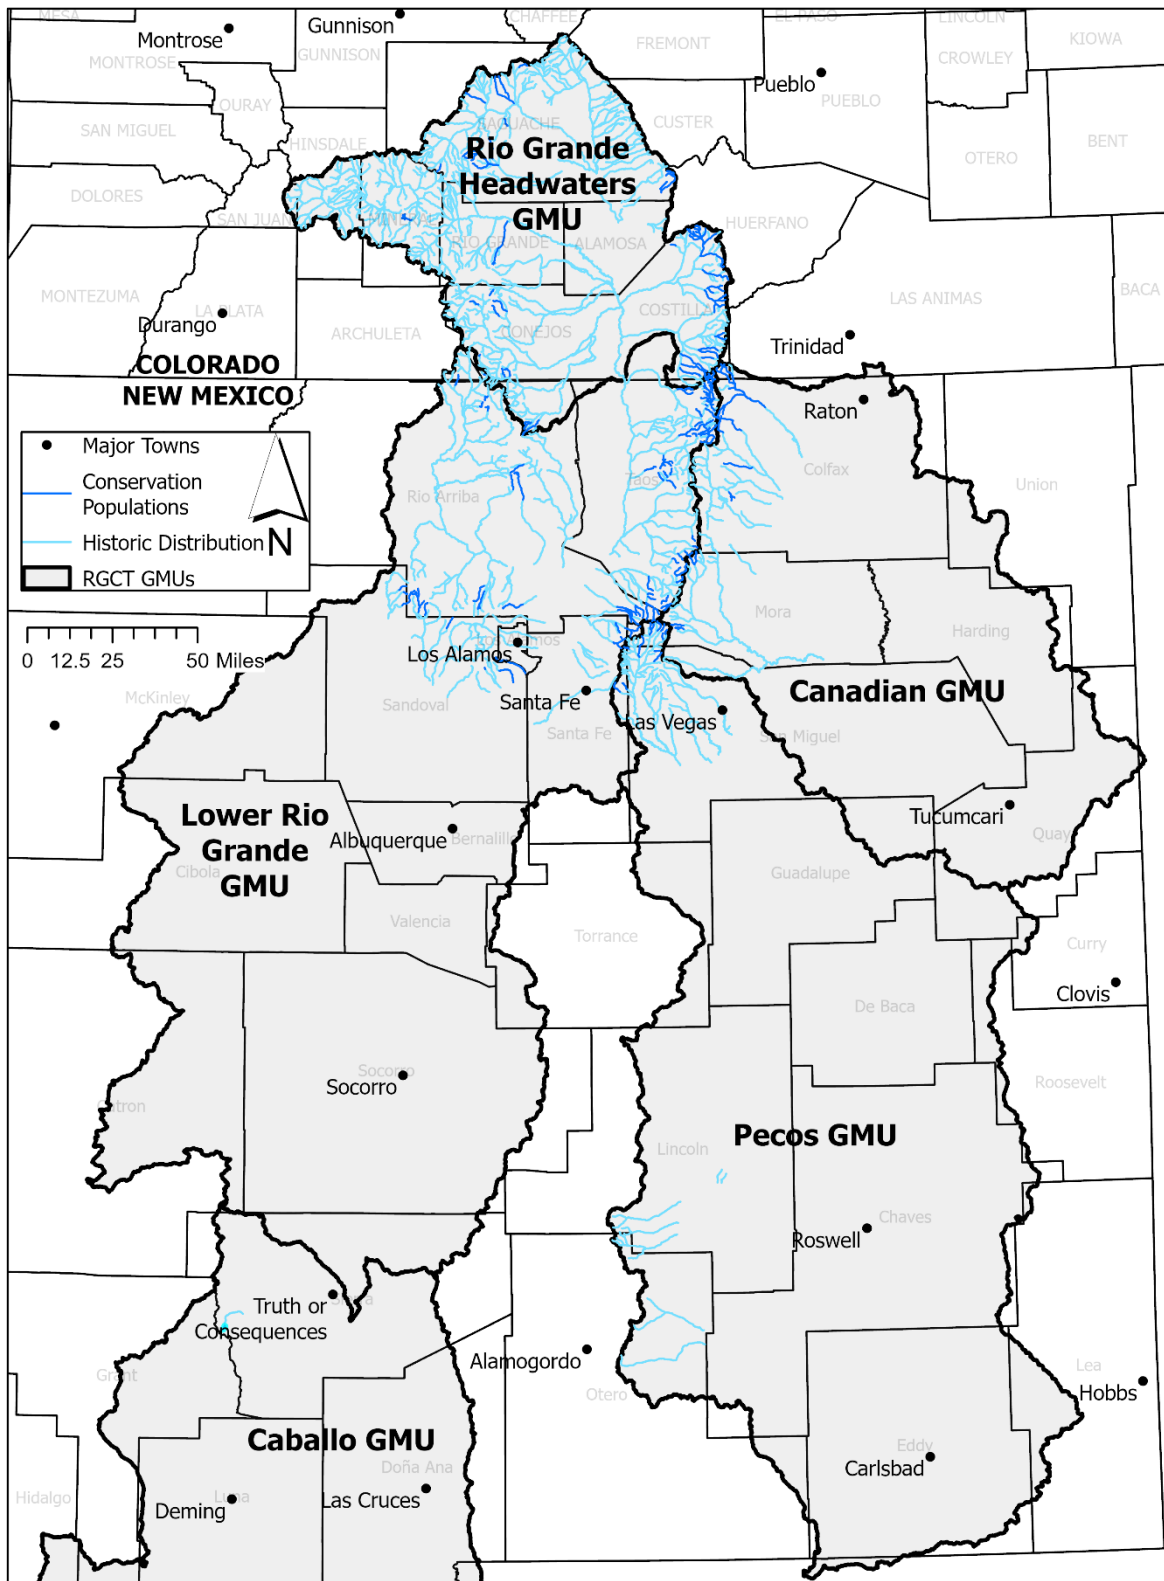 MESA
CHAFFEE
EL PASO
LINCOLN
Gunnison
Montrose
GUNNISON
FREMONT
KIOWA
CROWLEY
MONTROSE
Pueblo
PUEBLO
OURAY
SAN MIGUEL
HINSDALE
SAGUACHE
CUSTER
BENT
OTERO
Rio Grande
Headwaters
GMU
DOLORES
SAN JUAN
MINERAL
HUERFANO
RIO GRANDE
ALAMOSA
MONTEZUMA
LA PLATA
Durango
ARCHULETA
CONEJOS
COSTILLA
LAS ANIMAS
BACA
Trinidad
COLORADO
NEW MEXICO
Raton
Major Towns
Conservation
Populations
Historic Distribution
N
RGCT GMUs
Rio Arriba
Taos
Colfax
Union
Mora
Harding
0 12.5 25 50 Miles
Los Alamos
Los Alamos
McKinley
Sandoval
Santa Fe
Santa Fe
Las Vegas
San Miguel
Canadian GMU
Lower Rio
Grande
GMU
Albuquerque
Bernalillo
Tucumcari
Quay
Cibola
Guadalupe
Valencia
Torrance
Curry
Clovis
De Baca
Socorro
Socorro
Catron
Roosevelt
Pecos GMU
Lincoln
Chaves
Roswell
Truth or
Consequences
Sierra
Grant
Alamogordo
Otero
Lea
Hobbs
Caballo GMU
Doña Ana
Eddy
Carlsbad
Hidalgo
Luna
Deming
Las Cruces